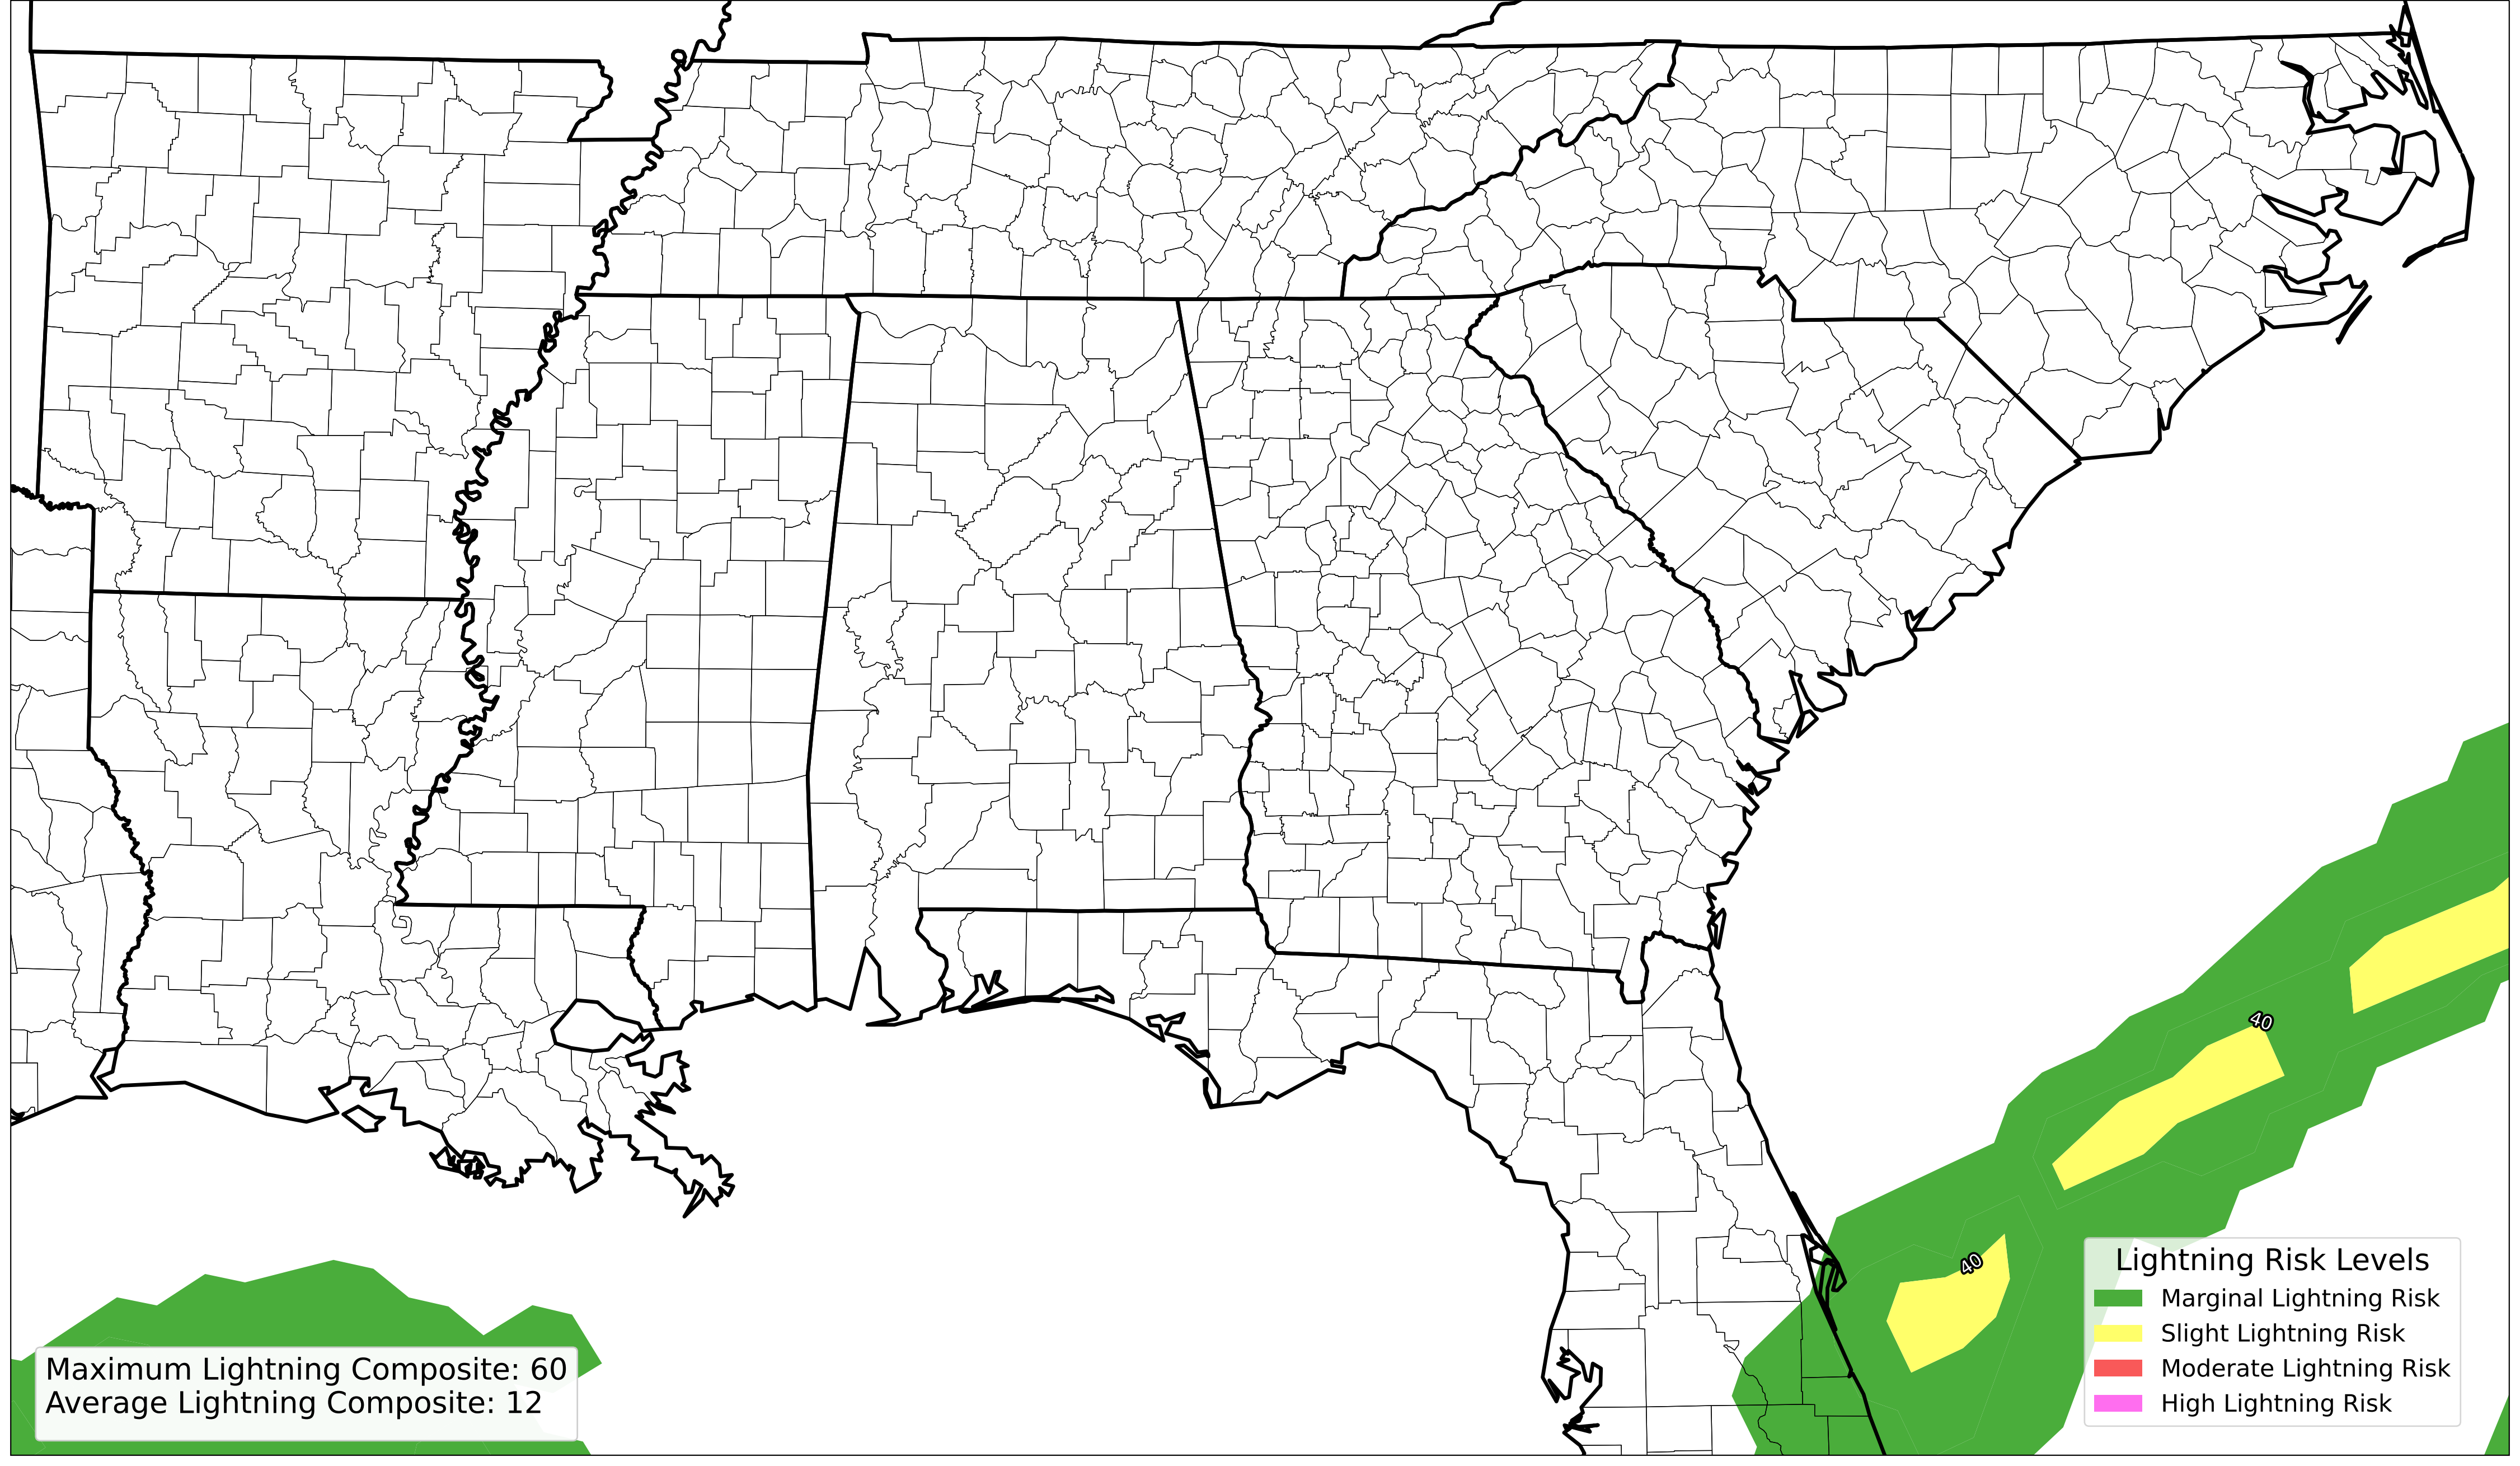 40
40
Lightning Risk Levels
Marginal Lightning Risk
Slight Lightning Risk
Moderate Lightning Risk
High Lightning Risk
Maximum Lightning Composite: 60
Average Lightning Composite: 12